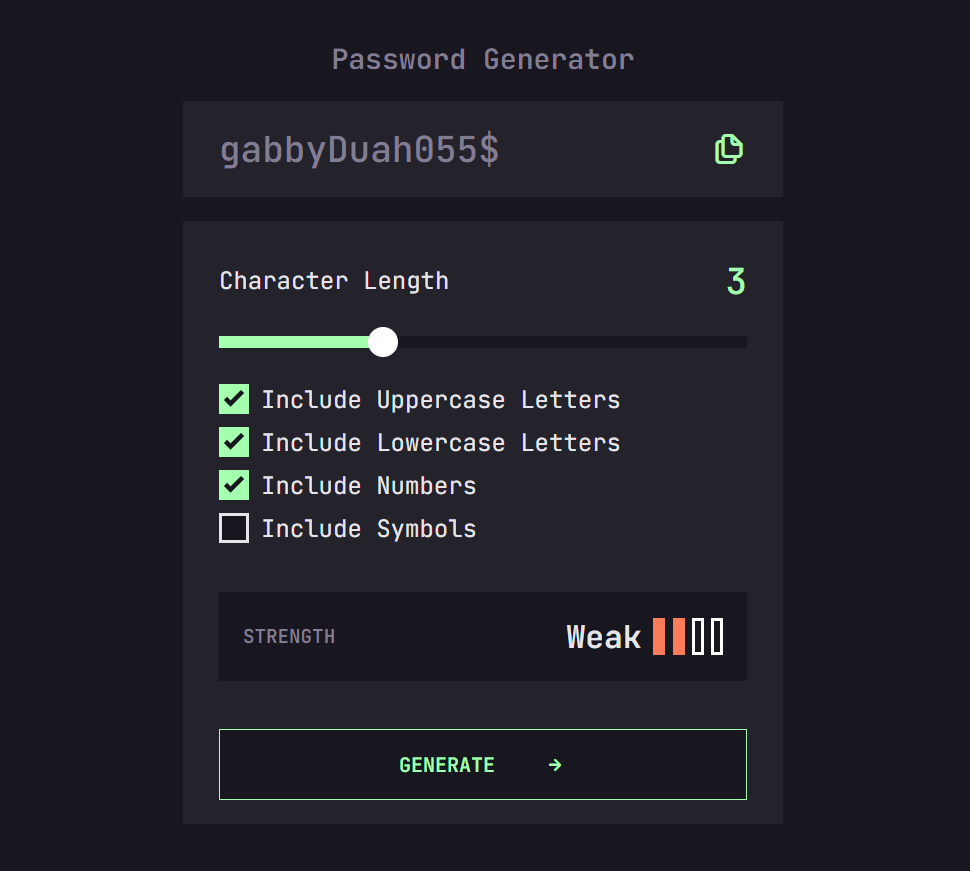 Password Generator
gabbyDuah055$
Character Length 3
Include Uppercase Letters
Include Lowercase Letters
Include Numbers
Include Symbols
STRENGTH Weak
GENERATE →